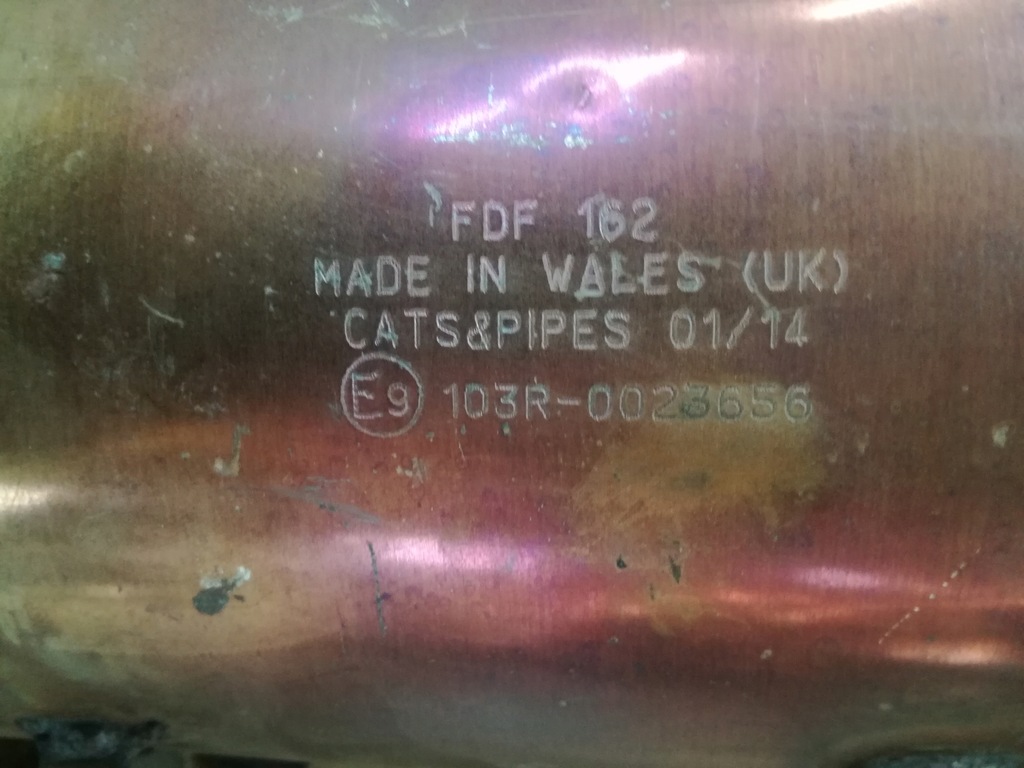 FDF 162
MADE IN WALES (UK)
CATS&PIPES 01/14
E9 103R-0023656